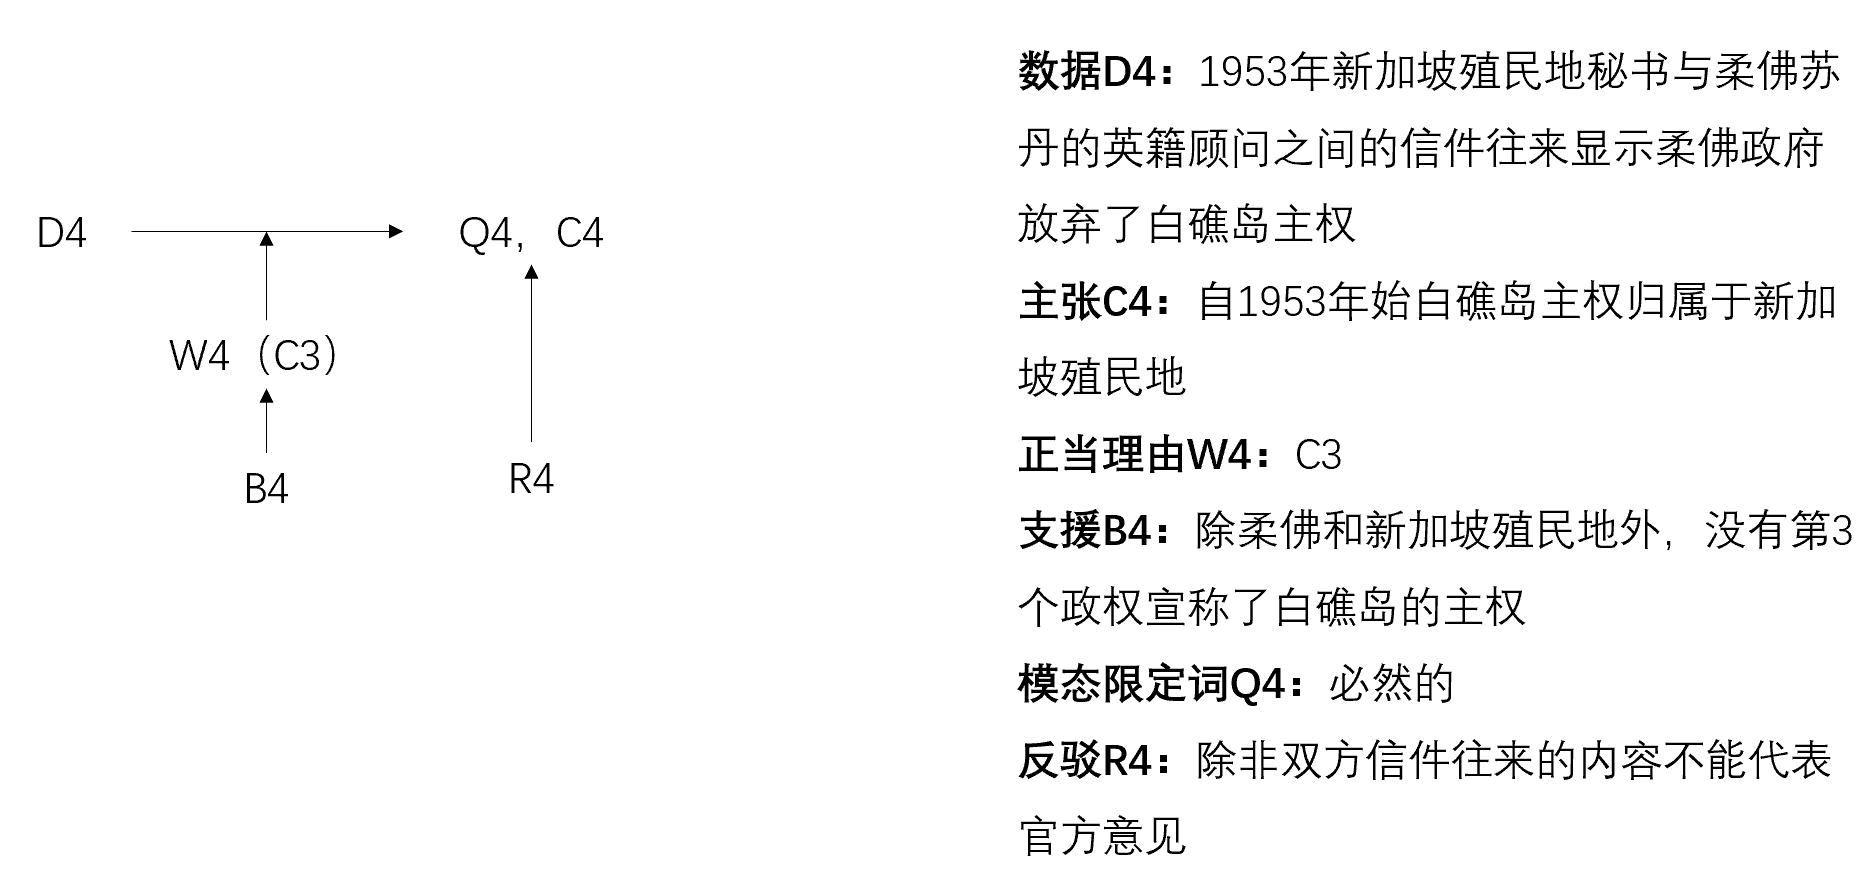 D4
Q4，C4
W4（C3）
B4
R4
数据D4：1953年新加坡殖民地秘书与柔佛苏
丹的英籍顾问之间的信件往来显示柔佛政府
放弃了白礁岛主权
主张C4：自1953年始白礁岛主权归属于新加
坡殖民地
正当理由W4：C3
支援B4：除柔佛和新加坡殖民地外，没有第3
个政权宣称了白礁岛的主权
模态限定词Q4：必然的
反驳R4：除非双方信件往来的内容不能代表
官方意见